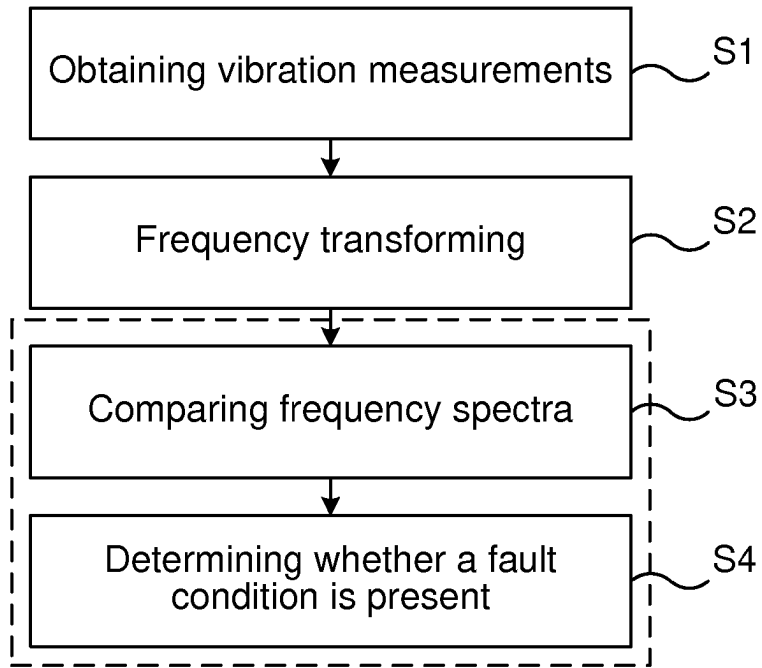 Obtaining vibration measurements
S1
Frequency transforming
S2
Comparing frequency spectra
S3
Determining whether a fault
condition is present
S4